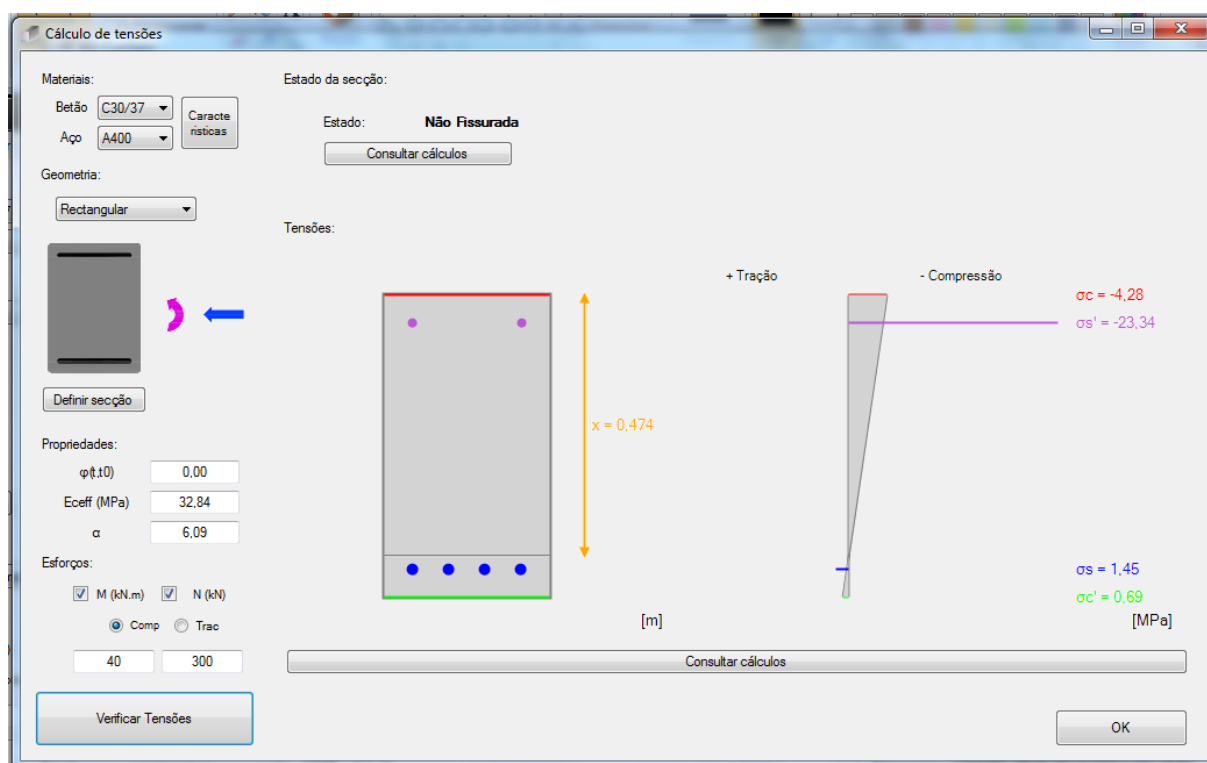 Cálculo de tensões
Materiais:
Betão C30/37
Aço A400
Caracte
risticas
Geometria:
Rectangular
Definir secção
Propriedades:
φ(t,t0) 0,00
Eceff (MPa) 32,84
α 6,09
Esforços:
M (kN.m) N (kN)
Comp Trac
40 300
Verificar Tensões
Estado da secção:
Estado: Não Fissurada
Consultar cálculos
Tensões:
+ Tração - Compressão
σc = -4,28
σs' = -23,34
x = 0,474
σs = 1,45
σc' = 0,69
[m] [MPa]
Consultar cálculos
OK